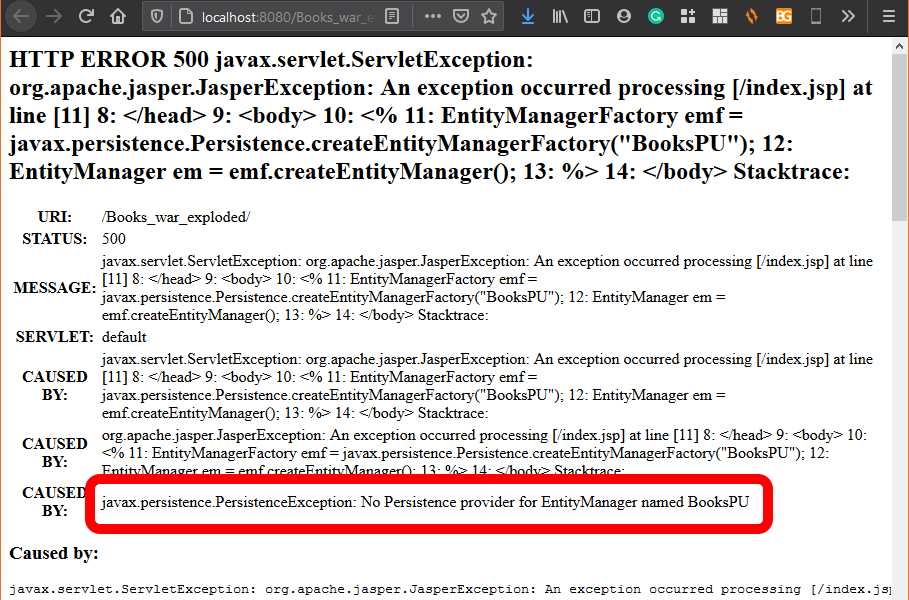 localhost:8080/Books_war_e
HTTP ERROR 500 javax.servlet.ServletException:
org.apache.jasper.JasperException: An exception occurred processing [/index.jsp] at
line [11] 8: </head> 9: <body> 10: <% 11: EntityManagerFactory emf =
javax.persistence.Persistence.createEntityManagerFactory("BooksPU"); 12:
EntityManager em = emf.createEntityManager(); 13: %> 14: </body> Stacktrace:
URI: /Books_war_exploded/
STATUS: 500
javax.servlet.ServletException: org.apache.jasper.JasperException: An exception occurred processing [/index.jsp] at line
[11] 8: </head> 9: <body> 10: <% 11: EntityManagerFactory emf =
MESSAGE: javax.persistence.Persistence.createEntityManagerFactory("BooksPU"); 12: EntityManager em =
emf.createEntityManager(); 13: %> 14: </body> Stacktrace:
SERVLET: default
javax.servlet.ServletException: org.apache.jasper.JasperException: An exception occurred processing [/index.jsp] at line
CAUSED [11] 8: </head> 9: <body> 10: <% 11: EntityManagerFactory emf =
BY: javax.persistence.Persistence.createEntityManagerFactory("BooksPU"); 12: EntityManager em =
emf.createEntityManager(); 13: %> 14: </body> Stacktrace:
org.apache.jasper.JasperException: An exception occurred processing [/index.jsp] at line [11] 8: </head> 9: <body> 10:
CAUSED <% 11: EntityManagerFactory emf = javax.persistence.Persistence.createEntityManagerFactory("BooksPU"); 12:
BY: EntityManager em = emf.createEntityManager(); 13: %> 14: </body> Stacktrace:
CAUSED javax.persistence.PersistenceException: No Persistence provider for EntityManager named BooksPU
BY:
Caused by:
javax.servlet.ServletException: org.apache.jasper.JasperException: An exception occurred processing [/index.jsp